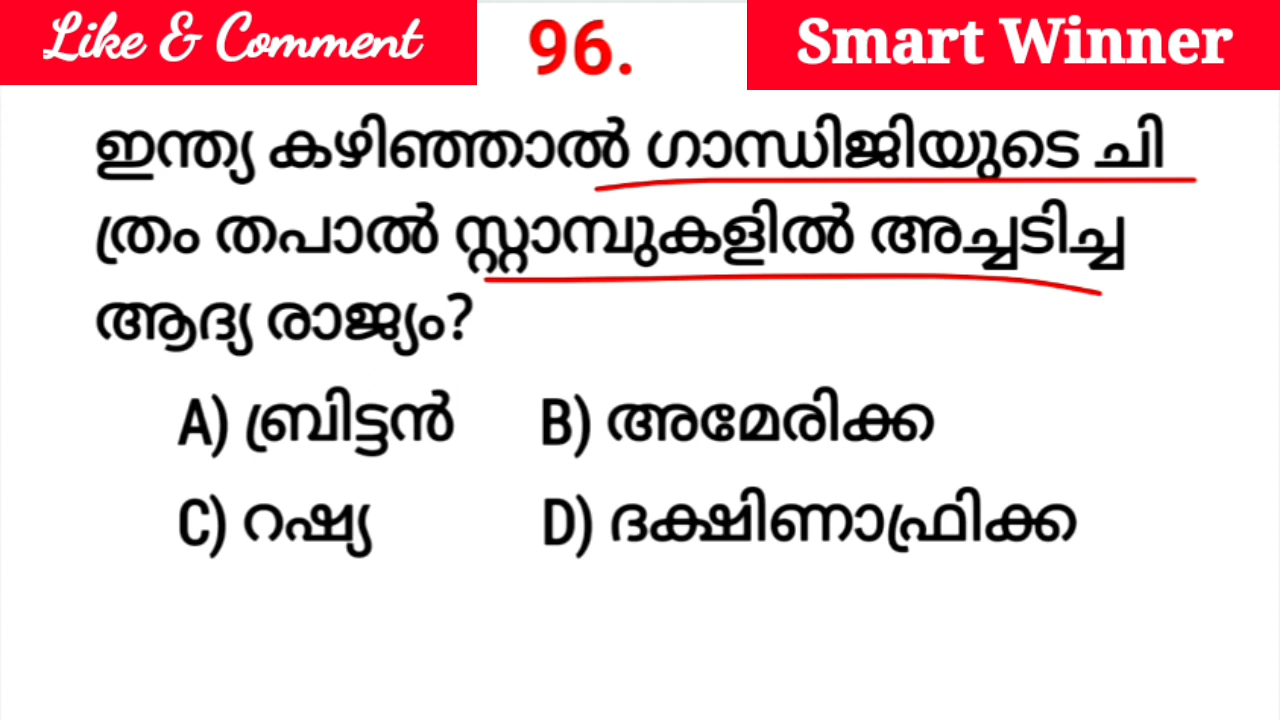 Like & Comment
96.
Smart Winner
ഇന്ത്യ കഴിഞ്ഞാൽ ഗാന്ധിജിയുടെ ചി
ത്രം തപാൽ സ്റ്റാമ്പുകളിൽ അച്ചടിച്ച
ആദ്യ രാജ്യം?
A) ബ്രിട്ടൻ B) അമേരിക്ക
C) റഷ്യ D) ദക്ഷിണാഫ്രിക്ക